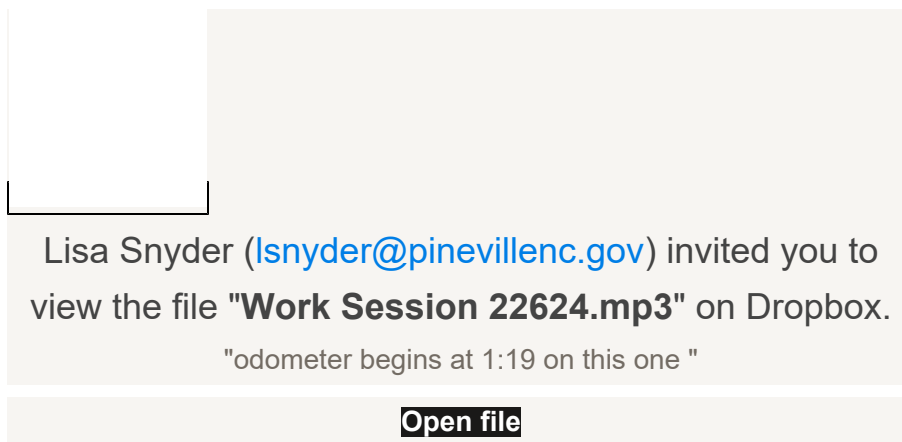 Lisa Snyder (lsnyder@pinevillenc.gov) invited you to
view the file "Work Session 22624.mp3" on Dropbox.
"odometer begins at 1:19 on this one "
Open file